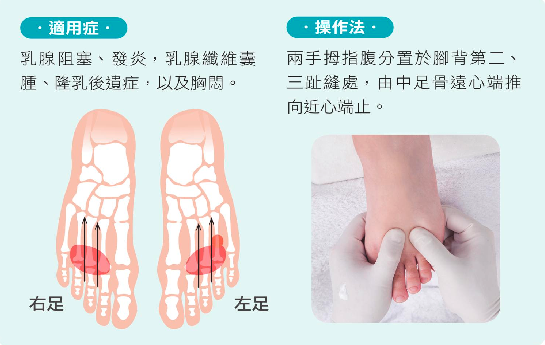 ·適用症·
乳腺阻塞、發炎，乳腺纖維囊
腫、隆乳後遺症，以及胸悶。
右足
左足
·操作法·
兩手拇指腹分置於腳背第二、
三趾縫處，由中足骨遠心端推
向近心端止。